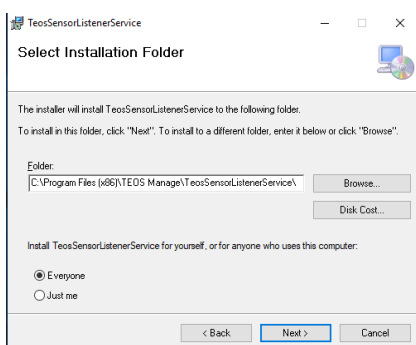 TeosSensorListenerService
Select Installation Folder
The installer will install TeosSensorListenerService to the following folder.
To install in this folder, click "Next". To install to a different folder, enter it below or click "Browse".
Folder:
C:\Program Files (x86)\TEOS Manage\TeosSensorListenerService\
Browse...
Disk Cost...
Install TeosSensorListenerService for yourself, or for anyone who uses this computer:
Everyone
Just me
< Back
Next >
Cancel